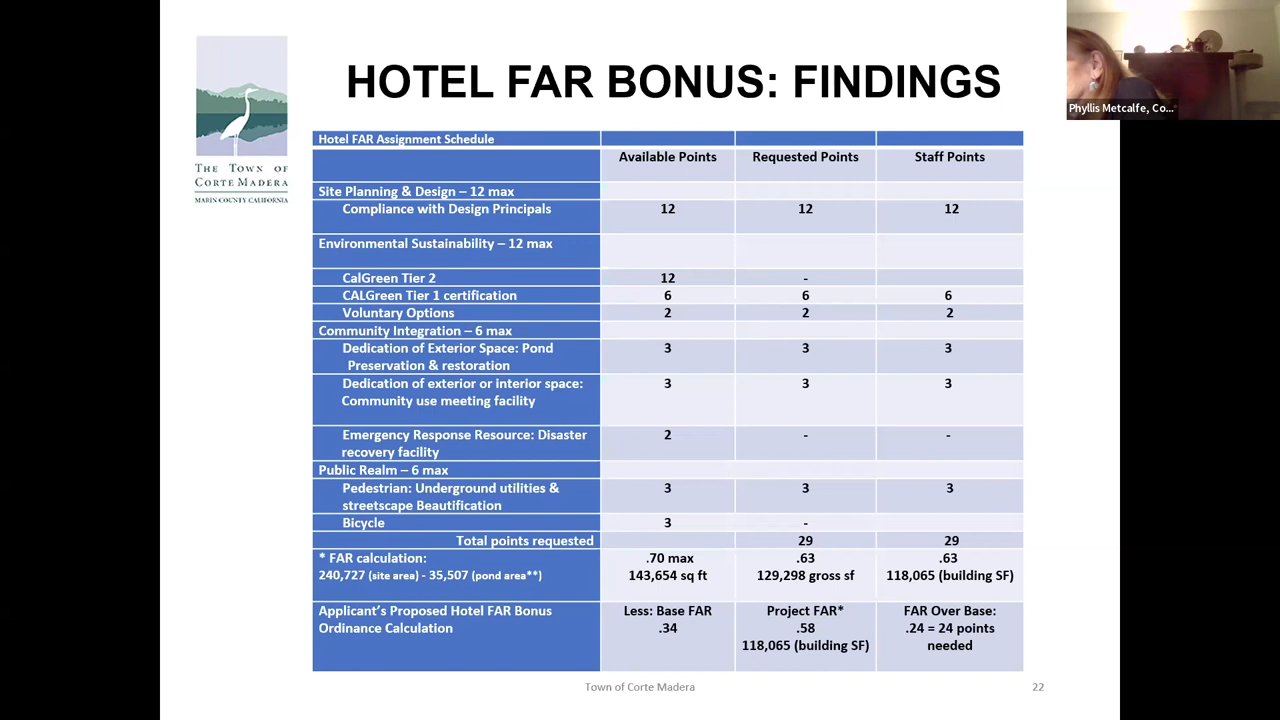 HOTEL FAR BONUS: FINDINGS
THE TOWN OF
CORTE MADERA
MARIN COUNTY CALIFORNIA
Phyllis Metcalfe, Co...
Hotel FAR Assignment Schedule
Available Points Requested Points Staff Points
Site Planning & Design – 12 max
Compliance with Design Principals 12 12 12
Environmental Sustainability – 12 max
CalGreen Tier 2 12 -
CALGreen Tier 1 certification 6 6 6
Voluntary Options 2 2 2
Community Integration – 6 max
Dedication of Exterior Space: Pond 3 3 3
Preservation & restoration
Dedication of exterior or interior space: 3 3 3
Community use meeting facility
Emergency Response Resource: Disaster 2 - -
recovery facility
Public Realm – 6 max
Pedestrian: Underground utilities & 3 3 3
streetscape Beautification
Bicycle 3 -
Total points requested 29 29
* FAR calculation: .70 max .63 .63
240,727 (site area) - 35,507 (pond area**) 143,654 sq ft 129,298 gross sf 118,065 (building SF)
Applicant's Proposed Hotel FAR Bonus Less: Base FAR Project FAR* FAR Over Base:
Ordinance Calculation .34 .58 .24 = 24 points
118,065 (building SF) needed
Town of Corte Madera 22